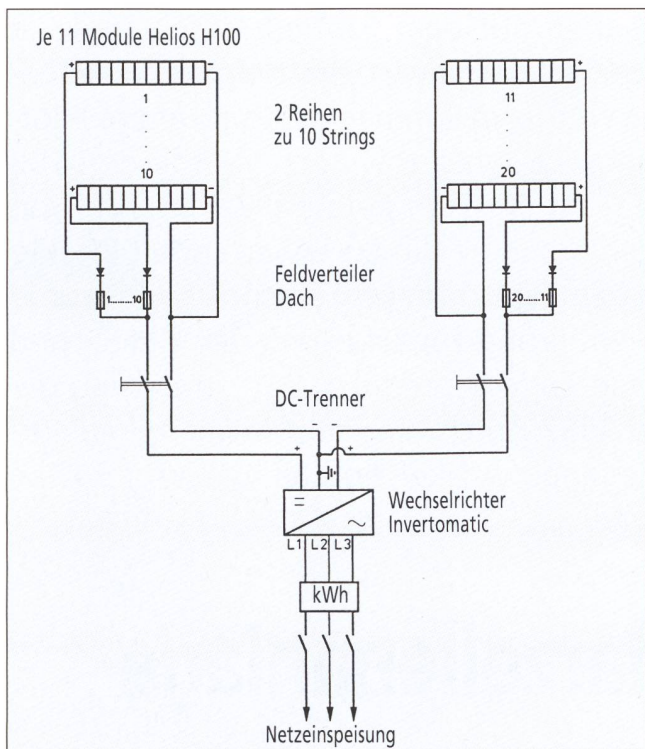 Je 11 Module Helios H100
+ − − +
1 11
2 Reihen
zu 10 Strings
10 20
+ − − +
Feldverteiler
Dach
1........10 20.......11
DC-Trenner
− −
+ +
Wechselrichter
Invertomatic
= ~
L1 L2 L3
kWh
Netzeinspeisung